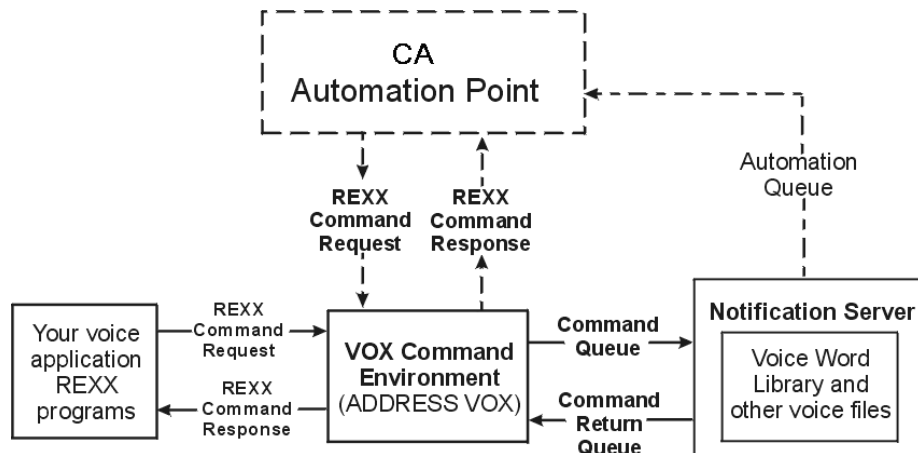 CA
Automation Point
REXX
Command
Request
REXX
Command
Response
Automation
Queue
Your voice
application
REXX
programs
REXX
Command
Request
REXX
Command
Response
VOX Command
Environment
(ADDRESS VOX)
Command
Queue
Command
Return
Queue
Notification Server
Voice Word
Library and
other voice files